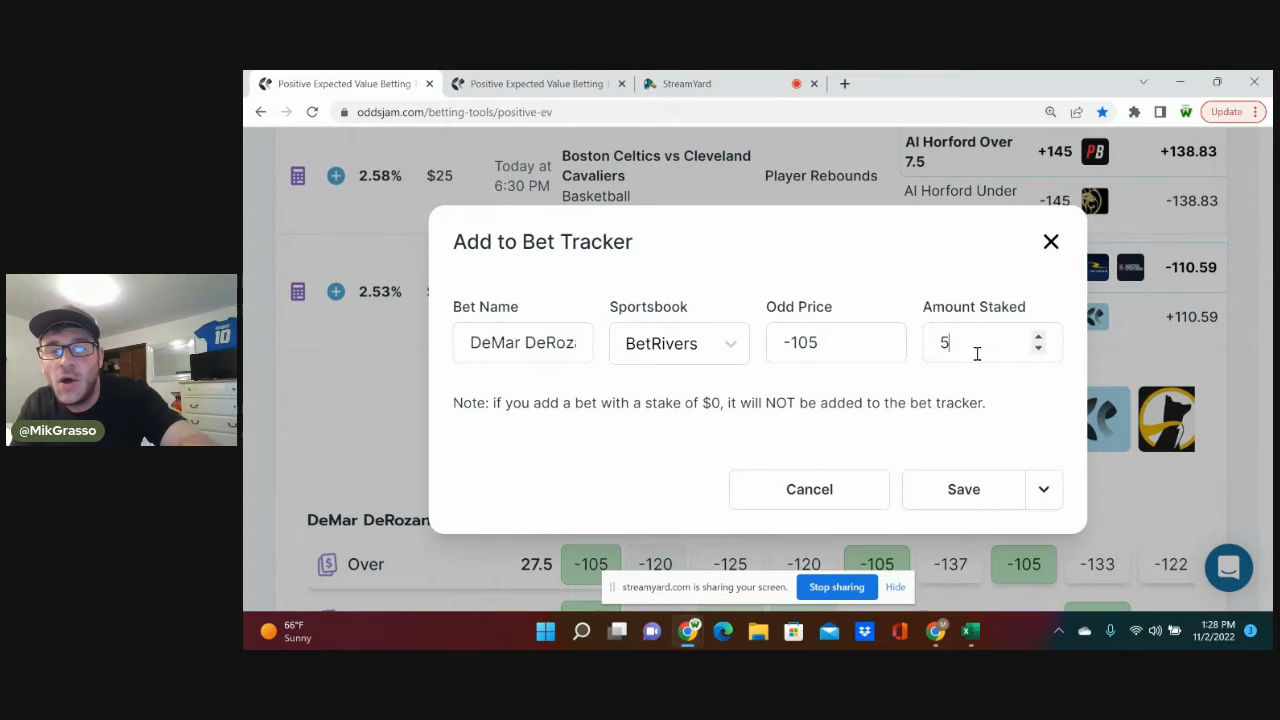 Positive Expected Value Betting
Positive Expected Value Betting
StreamYard
oddsjam.com/betting-tools/positive-ev
Update
2.58%
$25
Today at
6:30 PM
Boston Celtics vs Cleveland
Cavaliers
Basketball
Player Rebounds
Al Horford Over
7.5
+145
PB
+138.83
Al Horford Under
-145
-138.83
2.53%
-110.59
+110.59
Add to Bet Tracker
Bet Name
Sportsbook
Odd Price
Amount Staked
DeMar DeRoz
BetRivers
-105
5
Note: if you add a bet with a stake of $0, it will NOT be added to the bet tracker.
Cancel
Save
DeMar DeRozan
Over
27.5
-105
-120
-125
-120
-105
-137
-105
-133
-122
streamyard.com is sharing your screen.
Stop sharing
Hide
@MikGrasso
10
66°F
Sunny
1:28 PM
11/2/2022
3